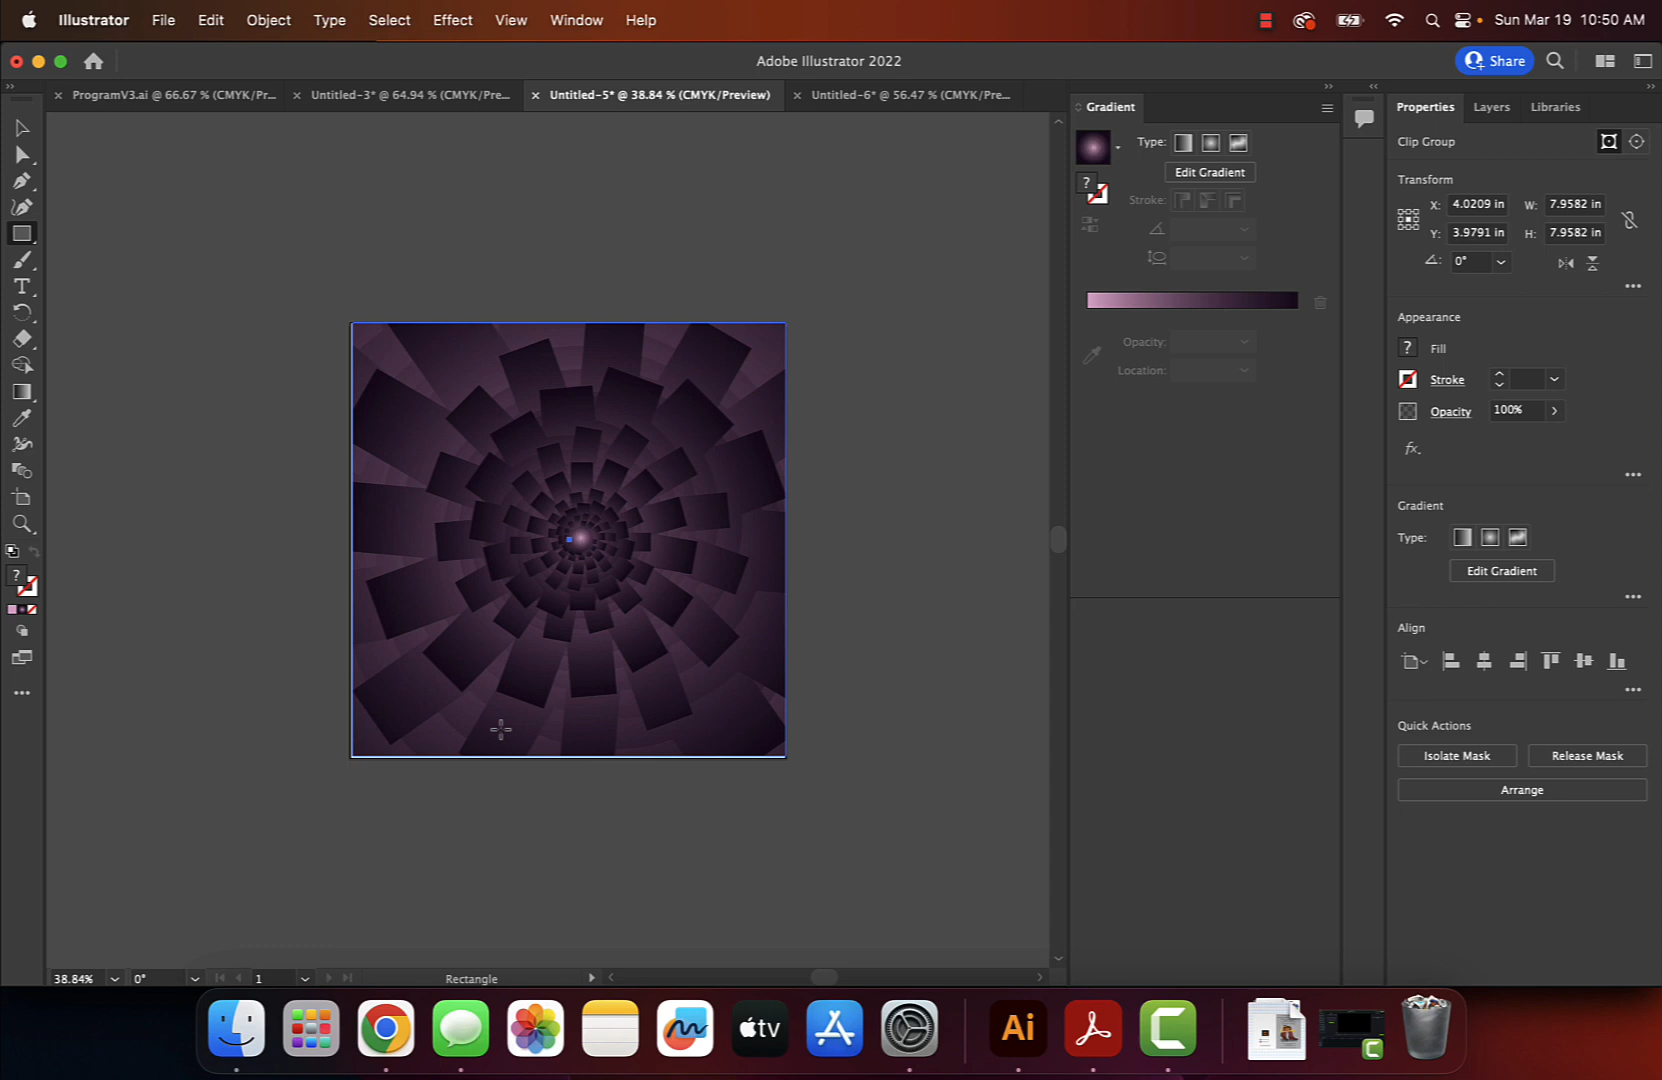 Illustrator File Edit Object Type Select Effect View Window Help Sun Mar 19 10:50 AM
Adobe Illustrator 2022
Share
ProgramV3.ai @ 66.67 % (CMYK/Pr...
Untitled-3* @ 64.94 % (CMYK/Pre...
Untitled-5* @ 38.84 % (CMYK/Preview)
Untitled-6* @ 56.47 % (CMYK/Pre...
Gradient
Type:
Edit Gradient
?
Stroke:
Opacity:
Location:
Properties Layers Libraries
Clip Group
Transform
X: 4.0209 in W: 7.9582 in
Y: 3.9791 in H: 7.9582 in
0°
Appearance
? Fill
Stroke
Opacity 100%
fx.
Gradient
Type:
Edit Gradient
Align
Quick Actions
Isolate Mask Release Mask
Arrange
T
?
38.84% 0° 1 Rectangle
tv
Ai